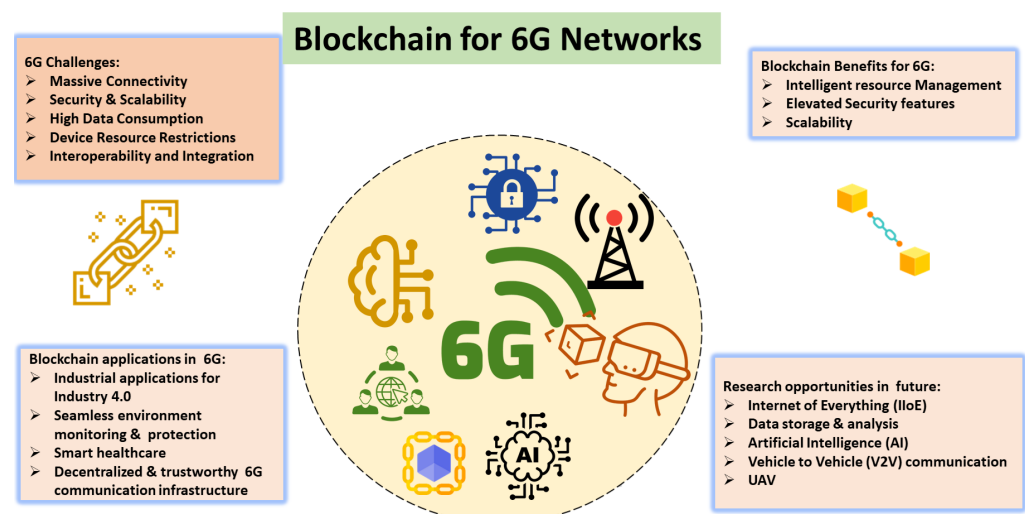 Blockchain for 6G Networks
6G Challenges:
➢ Massive Connectivity
➢ Security & Scalability
➢ High Data Consumption
➢ Device Resource Restrictions
➢ Interoperability and Integration
Blockchain Benefits for 6G:
➢ Intelligent resource Management
➢ Elevated Security features
➢ Scalability
6G
AI
Blockchain applications in 6G:
➢ Industrial applications for
Industry 4.0
➢ Seamless environment
monitoring & protection
➢ Smart healthcare
➢ Decentralized & trustworthy 6G
communication infrastructure
Research opportunities in future:
➢ Internet of Everything (IIoE)
➢ Data storage & analysis
➢ Artificial Intelligence (AI)
➢ Vehicle to Vehicle (V2V) communication
➢ UAV